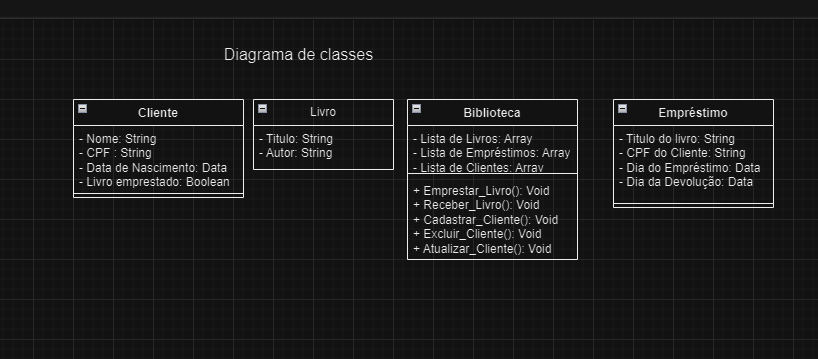 Diagrama de classes
Cliente
- Nome: String
- CPF : String
- Data de Nascimento: Data
- Livro emprestado: Boolean
Livro
- Titulo: String
- Autor: String
Biblioteca
- Lista de Livros: Array
- Lista de Empréstimos: Array
- Lista de Clientes: Array
+ Emprestar_Livro(): Void
+ Receber_Livro(): Void
+ Cadastrar_Cliente(): Void
+ Excluir_Cliente(): Void
+ Atualizar_Cliente(): Void
Empréstimo
- Titulo do livro: String
- CPF do Cliente: String
- Dia do Empréstimo: Data
- Dia da Devolução: Data